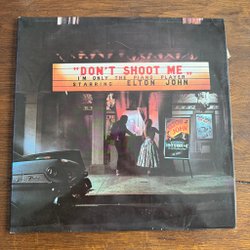 "DON'T SHOOT ME
I'M ONLY THE PIANO PLAYER"
STARRING ELTON JOHN